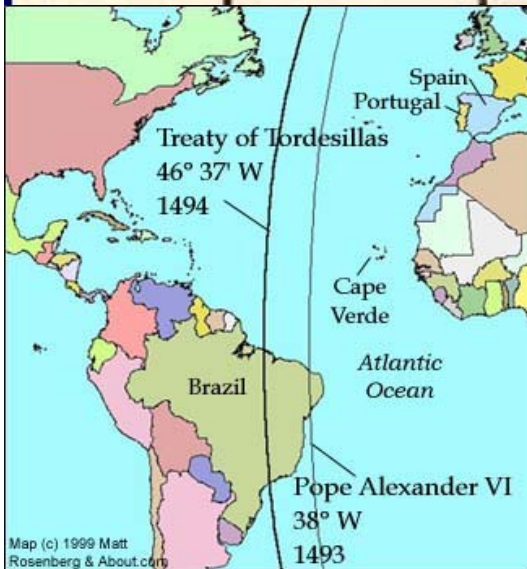 Spain
Portugal
Treaty of Tordesillas
46° 37' W
1494
Cape
Verde
Atlantic
Ocean
Brazil
Pope Alexander VI
38° W
1493
Map (c) 1999 Matt
Rosenberg & About.com